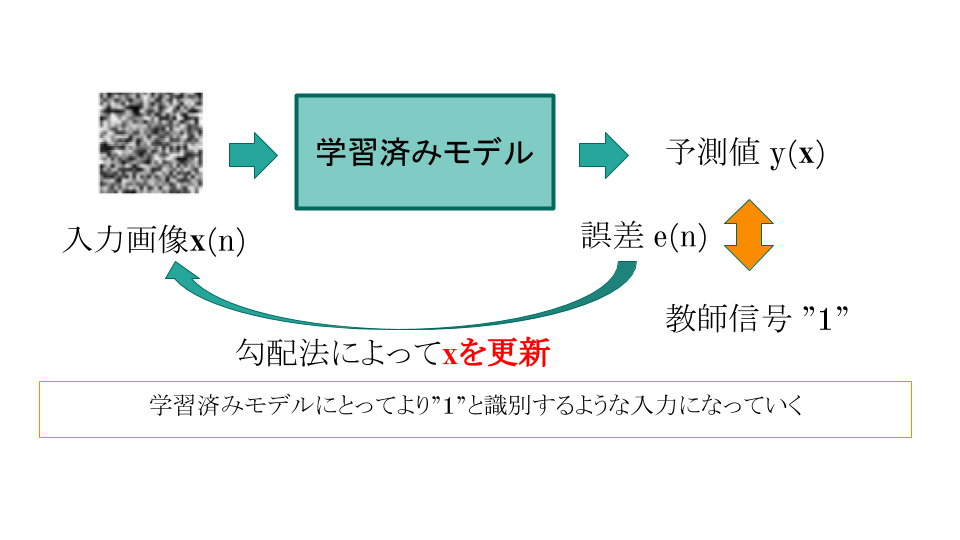 学習済みモデル
予測値 y(x)
入力画像x(n)
誤差 e(n)
教師信号 ”1”
勾配法によってxを更新
学習済みモデルにとってより”1”と識別するような入力になっていく